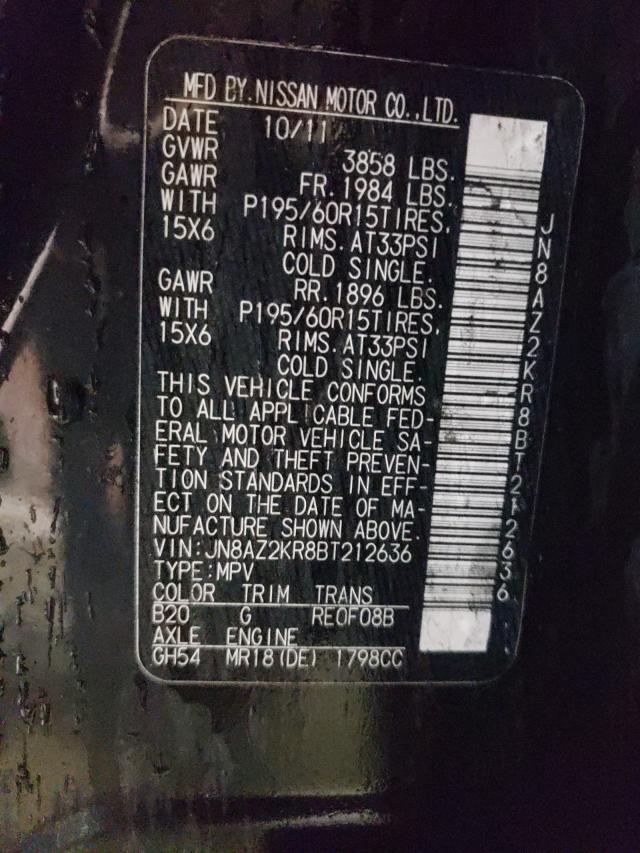 MFD BY NISSAN MOTOR CO.,LTD.
DATE 10/11
GVWR 3858 LBS.
GAWR FR. 1984 LBS.
WITH P195/60R15TIRES,
15X6 RIMS. AT33PSI
COLD SINGLE.
GAWR RR. 1896 LBS.
WITH P195/60R15TIRES,
15X6 RIMS. AT33PSI
COLD SINGLE.
THIS VEHICLE CONFORMS
TO ALL APPLICABLE FED-
ERAL MOTOR VEHICLE SA-
FETY AND THEFT PREVEN-
TION STANDARDS IN EFF-
ECT ON THE DATE OF MA-
NUFACTURE SHOWN ABOVE.
VIN:JN8AZ2KR8BT212636
TYPE:MPV
COLOR TRIM TRANS
B20 G RE0F08B
AXLE ENGINE
GH54 MR18(DE) 1798CC
JN8AZ2KR8BT212636